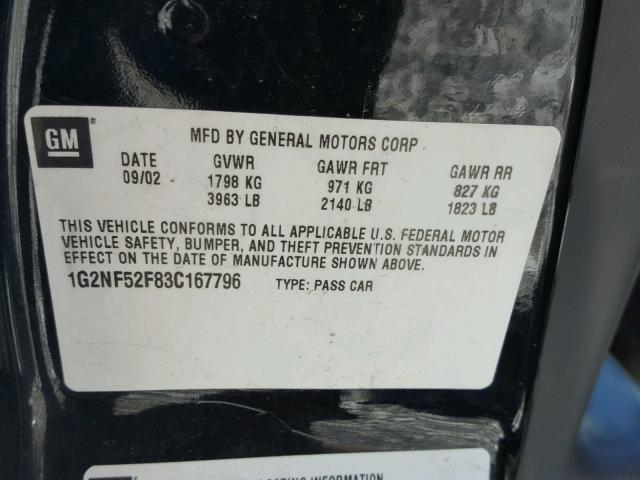 GM ® MFD BY GENERAL MOTORS CORP
DATE GVWR GAWR FRT GAWR RR
09/02 1798 KG 971 KG 827 KG
3963 LB 2140 LB 1823 LB
THIS VEHICLE CONFORMS TO ALL APPLICABLE U.S. FEDERAL MOTOR
VEHICLE SAFETY, BUMPER, AND THEFT PREVENTION STANDARDS IN
EFFECT ON THE DATE OF MANUFACTURE SHOWN ABOVE.
1G2NF52F83C167796 TYPE: PASS CAR
INFORMATION